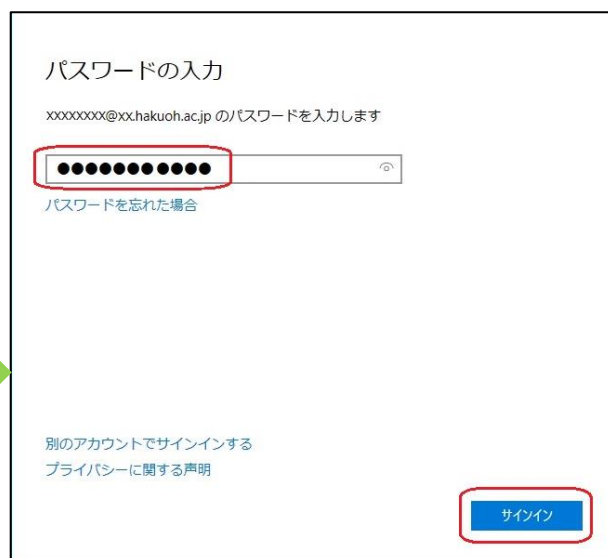 パスワードの入力
xxxxxxxx@xx.hakuoh.ac.jp のパスワードを入力します
●●●●●●●●●●●
パスワードを忘れた場合
別のアカウントでサインインする
プライバシーに関する声明
サインイン